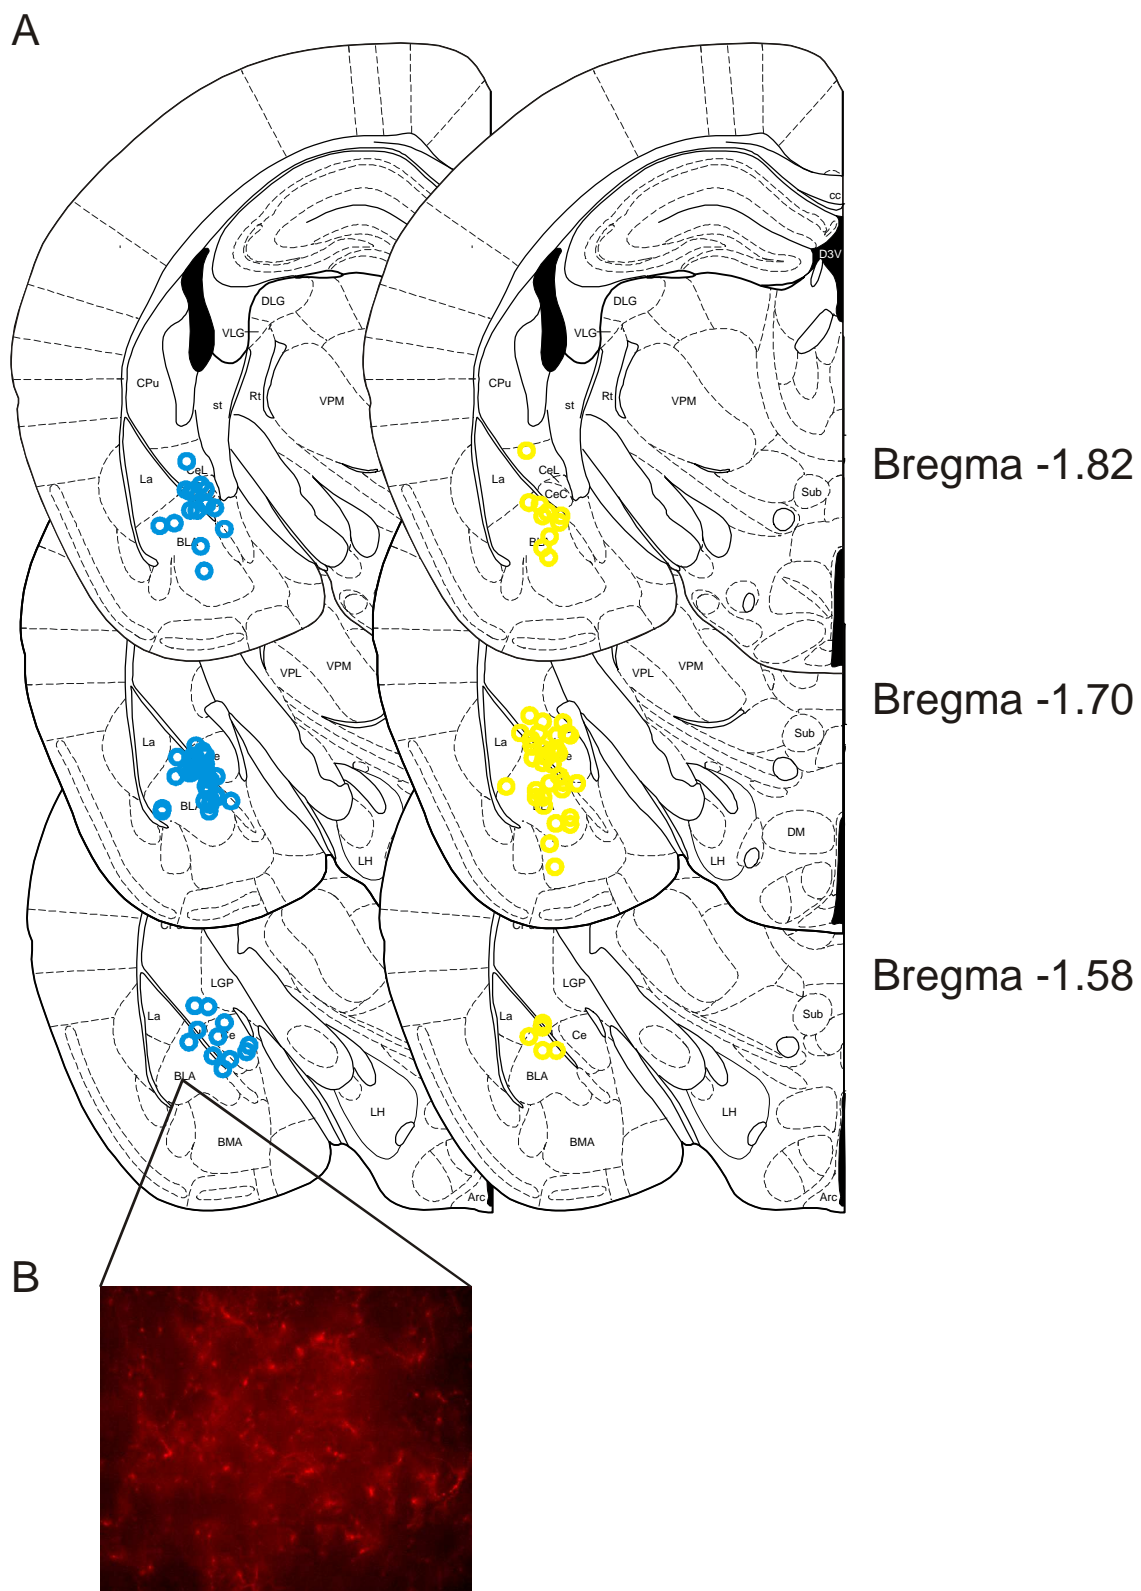 A
cc
D3V
DLG
DLG
VLG
VLG
CPu
st
Rt
VPM
CPu
st
Rt
VPM
Bregma -1.82
La
CeL
La
CeL
CeC
Sub
BLA
VPL
VPM
VPL
VPM
Bregma -1.70
La
La
Sub
BLA
DM
LH
LH
LGP
LGP
Bregma -1.58
La
La
Ce
Sub
BLA
BLA
LH
LH
BMA
BMA
Arc
Arc
B